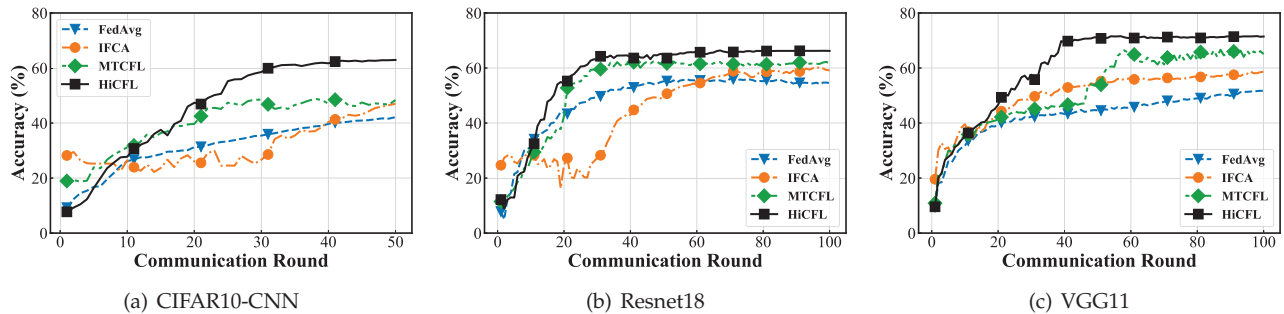 Accuracy (%)
80
60
40
20
0
FedAvg
IFCA
MTCFL
HiCFL
0
10
20
30
40
50
Communication Round
(a) CIFAR10-CNN
Accuracy (%)
80
60
40
20
0
FedAvg
IFCA
MTCFL
HiCFL
0
20
40
60
80
100
Communication Round
(b) Resnet18
Accuracy (%)
80
60
40
20
0
FedAvg
IFCA
MTCFL
HiCFL
0
20
40
60
80
100
Communication Round
(c) VGG11